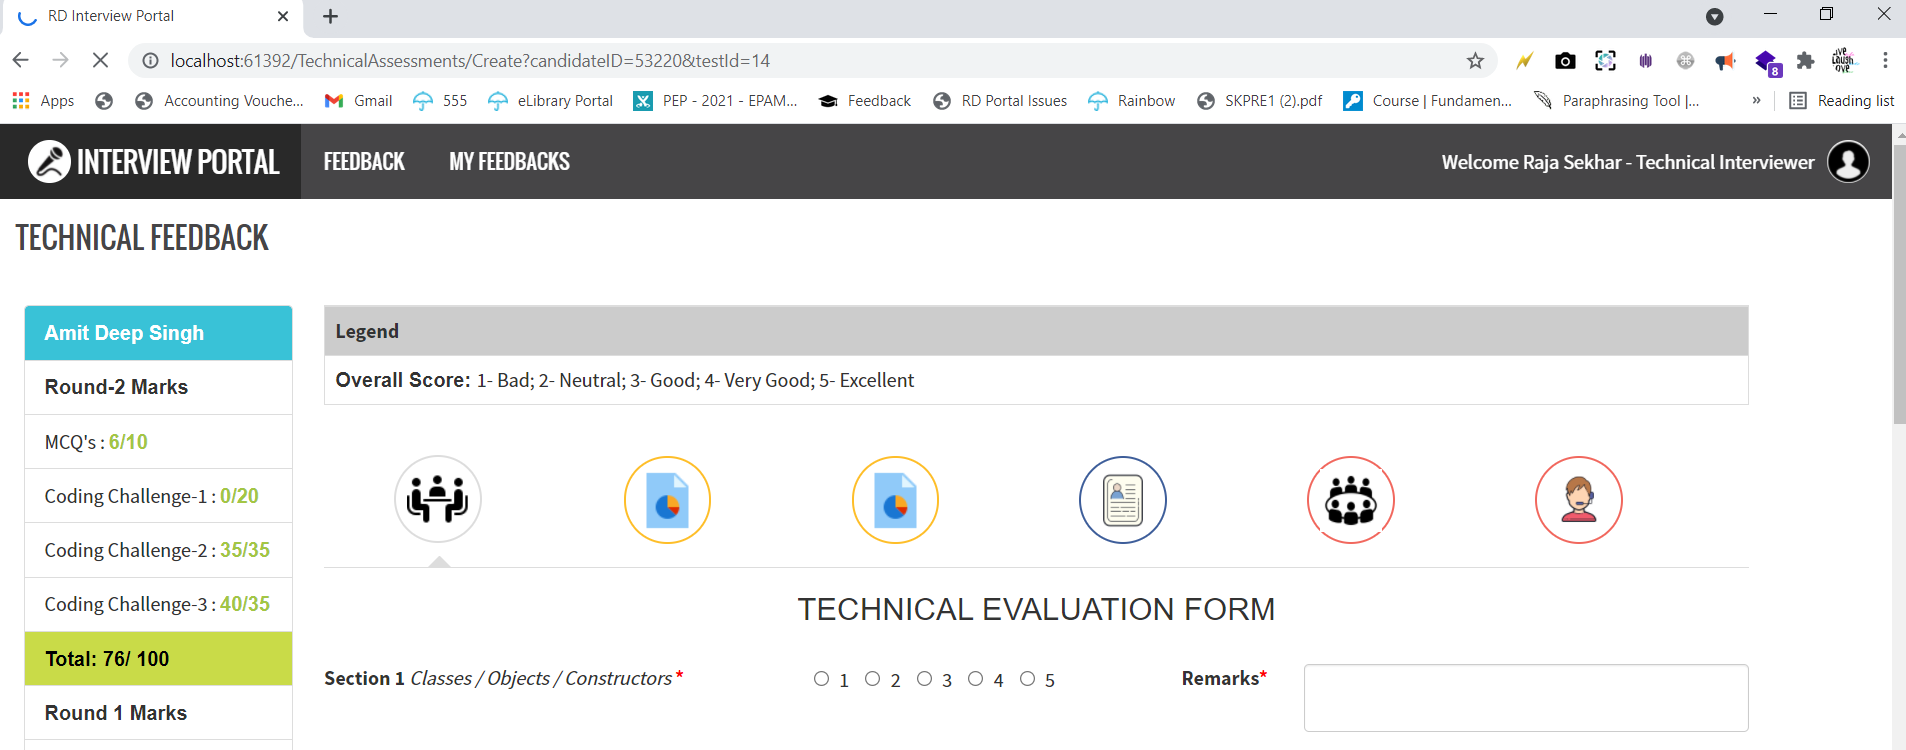 RD Interview Portal
localhost:61392/TechnicalAssessments/Create?candidateID=53220&testId=14
8
Apps Accounting Vouche... Gmail 555 eLibrary Portal PEP - 2021 - EPAM... Feedback RD Portal Issues Rainbow SKPRE1 (2).pdf Course | Fundamen... Paraphrasing Tool |... » Reading list
INTERVIEW PORTAL FEEDBACK MY FEEDBACKS Welcome Raja Sekhar - Technical Interviewer
TECHNICAL FEEDBACK
Amit Deep Singh
Round-2 Marks
MCQ's : 6/10
Coding Challenge-1 : 0/20
Coding Challenge-2 : 35/35
Coding Challenge-3 : 40/35
Total: 76/ 100
Round 1 Marks
Legend
Overall Score: 1- Bad; 2- Neutral; 3- Good; 4- Very Good; 5- Excellent
TECHNICAL EVALUATION FORM
Section 1 Classes / Objects / Constructors * 1 2 3 4 5 Remarks*